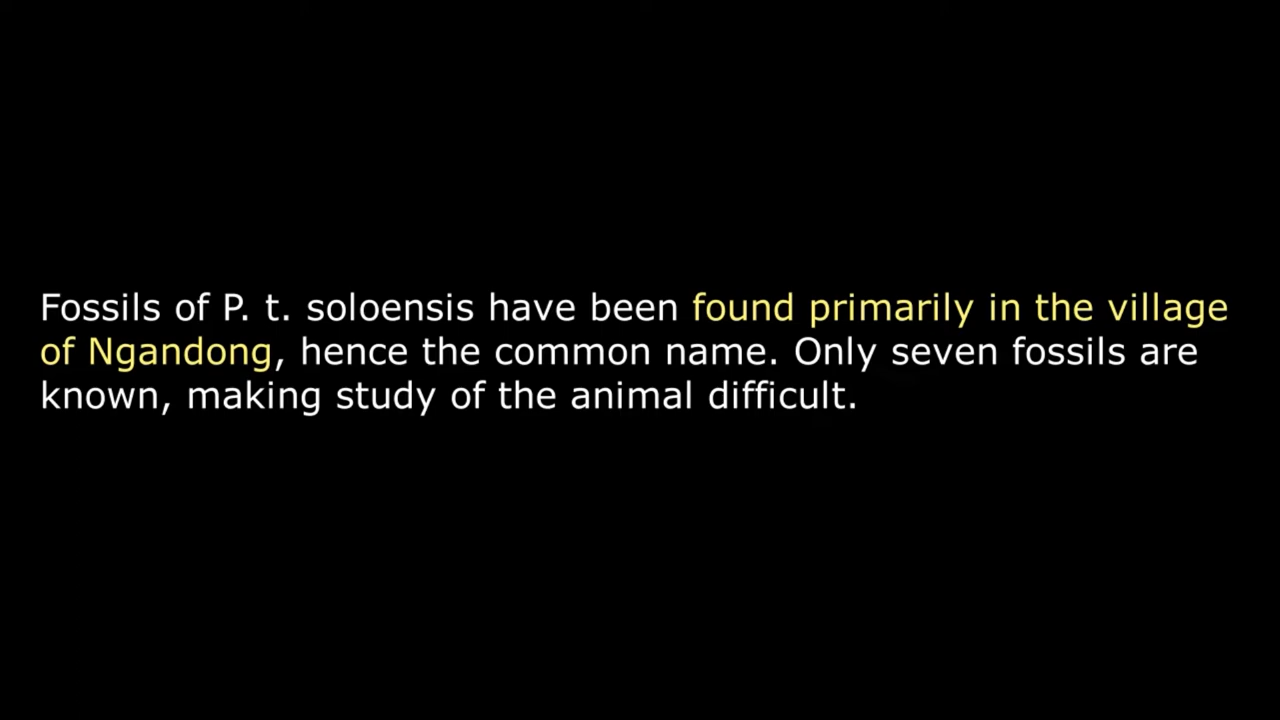 Fossils of P. t. soloensis have been found primarily in the village
of Ngandong, hence the common name. Only seven fossils are
known, making study of the animal difficult.